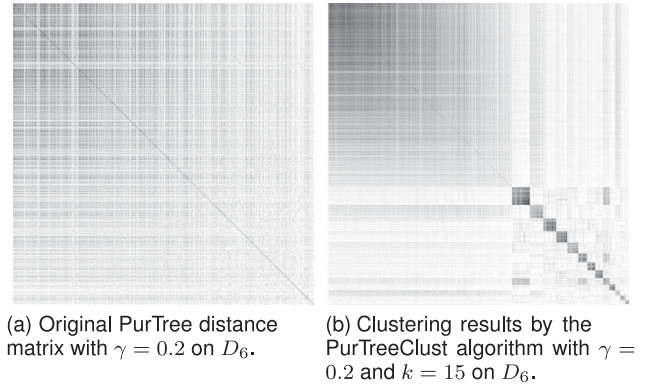 (a) Original PurTree distance
matrix with γ = 0.2 on D₆.
(b) Clustering results by the
PurTreeClust algorithm with γ =
0.2 and k = 15 on D₆.